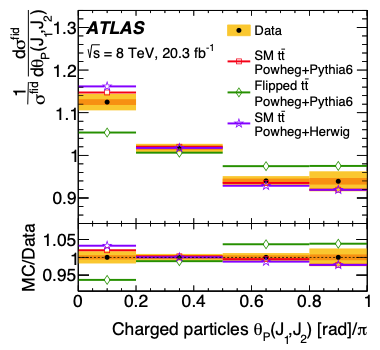 ATLAS
√s = 8 TeV, 20.3 fb⁻¹
Data
SM tt̄
Powheg+Pythia6
Flipped tt̄
Powheg+Pythia6
SM tt̄
Powheg+Herwig
1/σ^fid dσ^fid/dθ_P(J_1,J_2)
1.3
1.2
1.1
1
0.9
MC/Data
1.05
1.00
0.95
0 0.2 0.4 0.6 0.8 1
Charged particles θ_P(J_1,J_2) [rad]/π